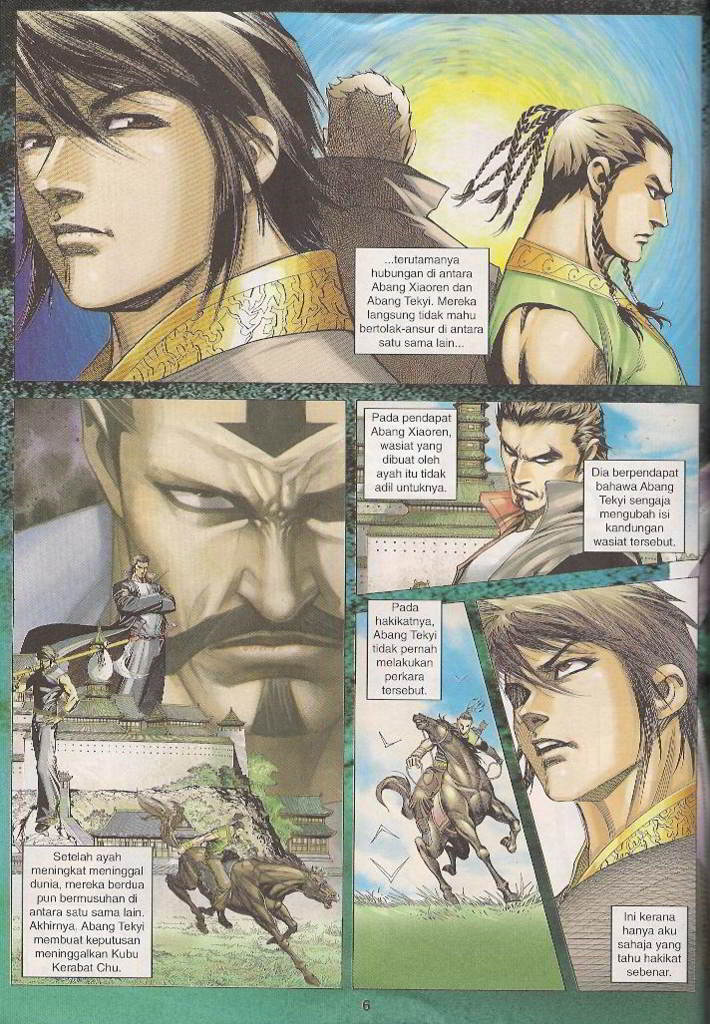 ...terutamanya
hubungan di antara
Abang Xiaoren dan
Abang Tekyi. Mereka
langsung tidak mahu
bertolak-ansur di antara
satu sama lain...
Setelah ayah
meningkat meninggal
dunia, mereka berdua
pun bermusuhan di
antara satu sama lain.
Akhirnya. Abang Tekyi
membuat keputusan
meninggalkan Kubu
Kerabat Chu.
Pada pendapat
Abang Xiaoren,
wasiat yang
dibuat oleh
ayah itu tidak
adil untuknya.
Dia berpendapat
bahawa Abang
Tekyi sengaja
mengubah isi
kandungan
wasiat tersebut.
Pada
hakikatnya,
Abang Tekyi
tidak pernah
melakukan
perkara
tersebut.
Ini kerana
hanya aku
sahaja yang
tahu hakikat
sebenar.
6